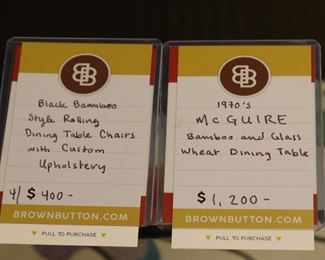 BB
Black Bamboo
Style Rolling
Dining Table Chairs
with Custom
Upholstery
4/ $ 400-
BROWNBUTTON.COM
PULL TO PURCHASE
BB
1970's
McGUIRE
Bamboo and Glass
Wheat Dining Table
$ 1,200-
BROWNBUTTON.COM
PULL TO PURCHASE